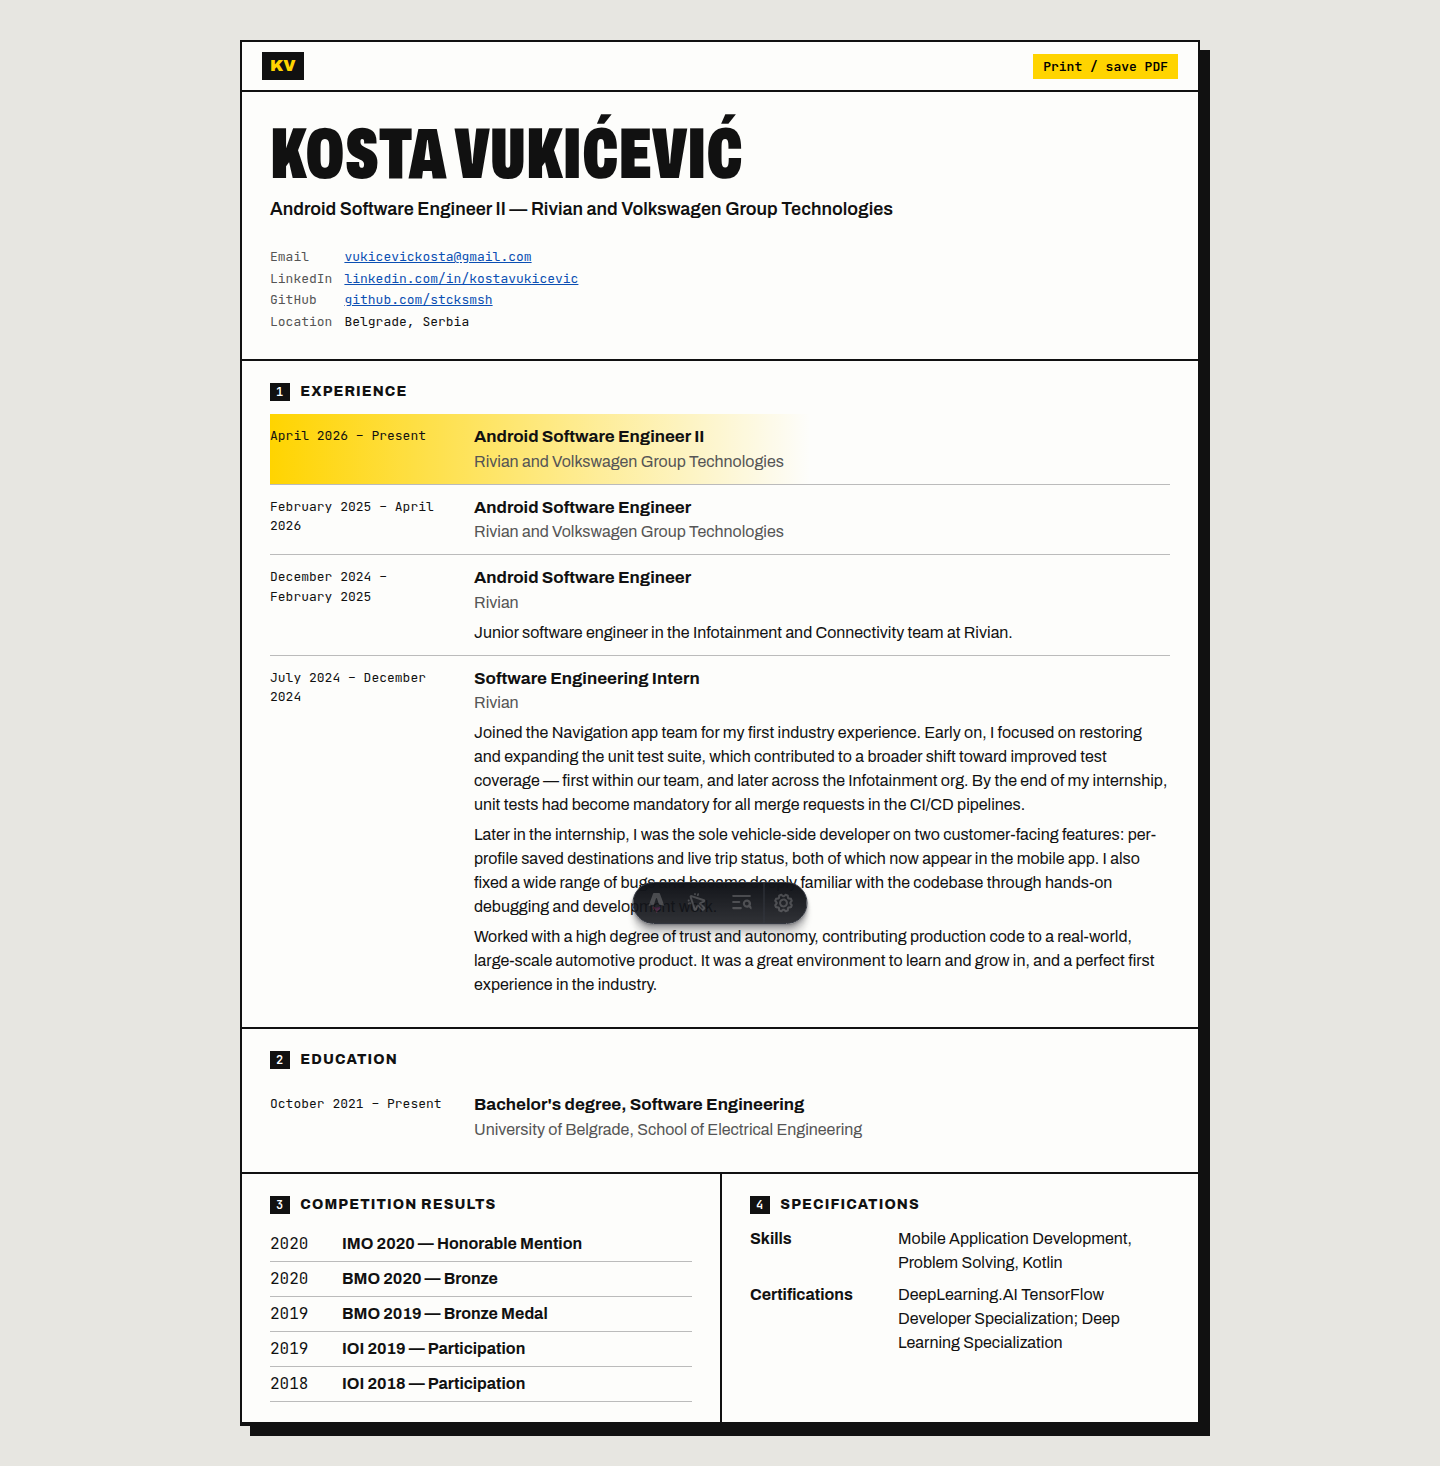 KV
Print / save PDF
KOSTA VUKIĆEVIĆ
Android Software Engineer II — Rivian and Volkswagen Group Technologies
Email vukicevickosta@gmail.com
LinkedIn linkedin.com/in/kostavukicevic
GitHub github.com/stcksmsh
Location Belgrade, Serbia
1 EXPERIENCE
April 2026 – Present
Android Software Engineer II
Rivian and Volkswagen Group Technologies
February 2025 – April
2026
Android Software Engineer
Rivian and Volkswagen Group Technologies
December 2024 –
February 2025
Android Software Engineer
Rivian
Junior software engineer in the Infotainment and Connectivity team at Rivian.
July 2024 – December
2024
Software Engineering Intern
Rivian
Joined the Navigation app team for my first industry experience. Early on, I focused on restoring
and expanding the unit test suite, which contributed to a broader shift toward improved test
coverage — first within our team, and later across the Infotainment org. By the end of my internship,
unit tests had become mandatory for all merge requests in the CI/CD pipelines.
Later in the internship, I was the sole vehicle-side developer on two customer-facing features: per-
profile saved destinations and live trip status, both of which now appear in the mobile app. I also
fixed a wide range of bugs and became deeply familiar with the codebase through hands-on
debugging and development work.
Worked with a high degree of trust and autonomy, contributing production code to a real-world,
large-scale automotive product. It was a great environment to learn and grow in, and a perfect first
experience in the industry.
2 EDUCATION
October 2021 – Present
Bachelor's degree, Software Engineering
University of Belgrade, School of Electrical Engineering
3 COMPETITION RESULTS
2020 IMO 2020 — Honorable Mention
2020 BMO 2020 — Bronze
2019 BMO 2019 — Bronze Medal
2019 IOI 2019 — Participation
2018 IOI 2018 — Participation
4 SPECIFICATIONS
Skills Mobile Application Development,
Problem Solving, Kotlin
Certifications DeepLearning.AI TensorFlow
Developer Specialization; Deep
Learning Specialization